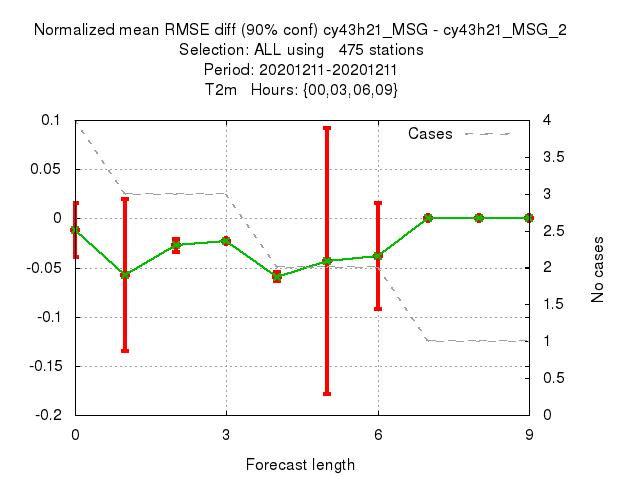 Normalized mean RMSE diff (90% conf) cy43h21_MSG - cy43h21_MSG_2
Selection: ALL using   475 stations
Period: 20201211-20201211
T2m   Hours: {00,03,06,09}
Cases
0.1
0.05
0
-0.05
-0.1
-0.15
-0.2
4
3.5
3
2.5
2
1.5
1
0.5
0
No cases
0 3 6 9
Forecast length